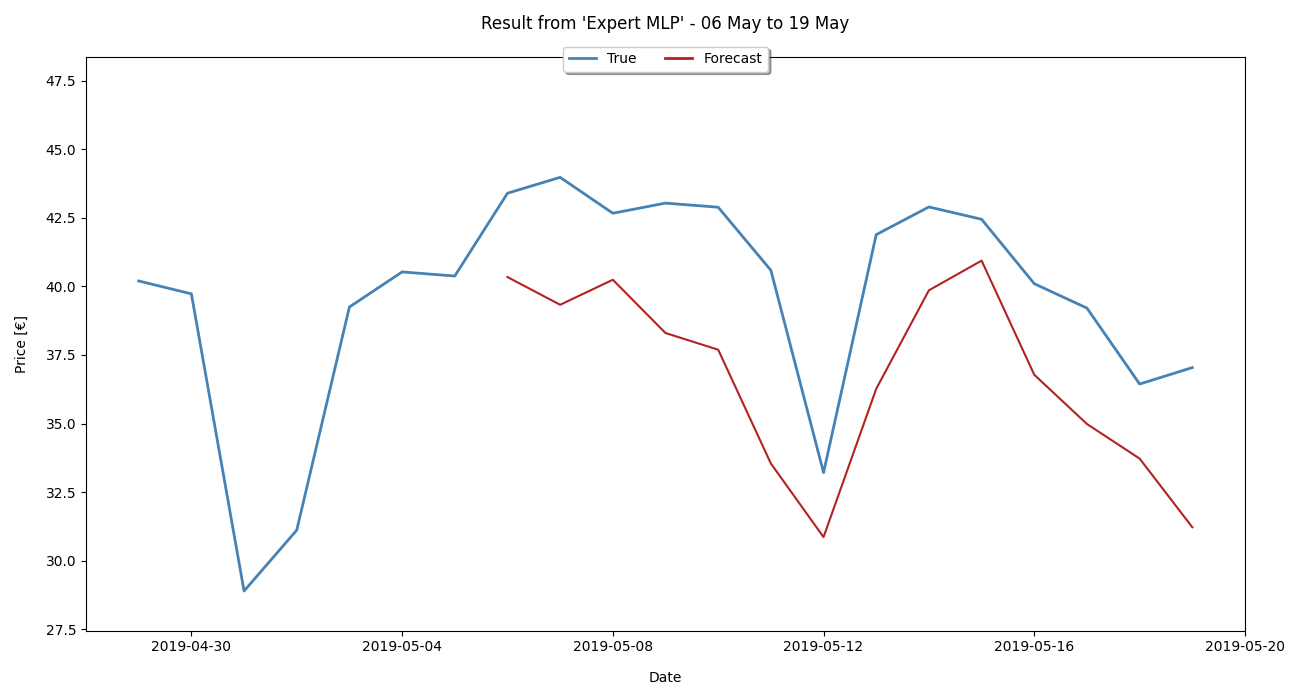 Result from 'Expert MLP' - 06 May to 19 May
True Forecast
47.5
45.0
42.5
40.0
37.5
35.0
32.5
30.0
27.5
Price [€]
2019-04-30 2019-05-04 2019-05-08 2019-05-12 2019-05-16 2019-05-20
Date